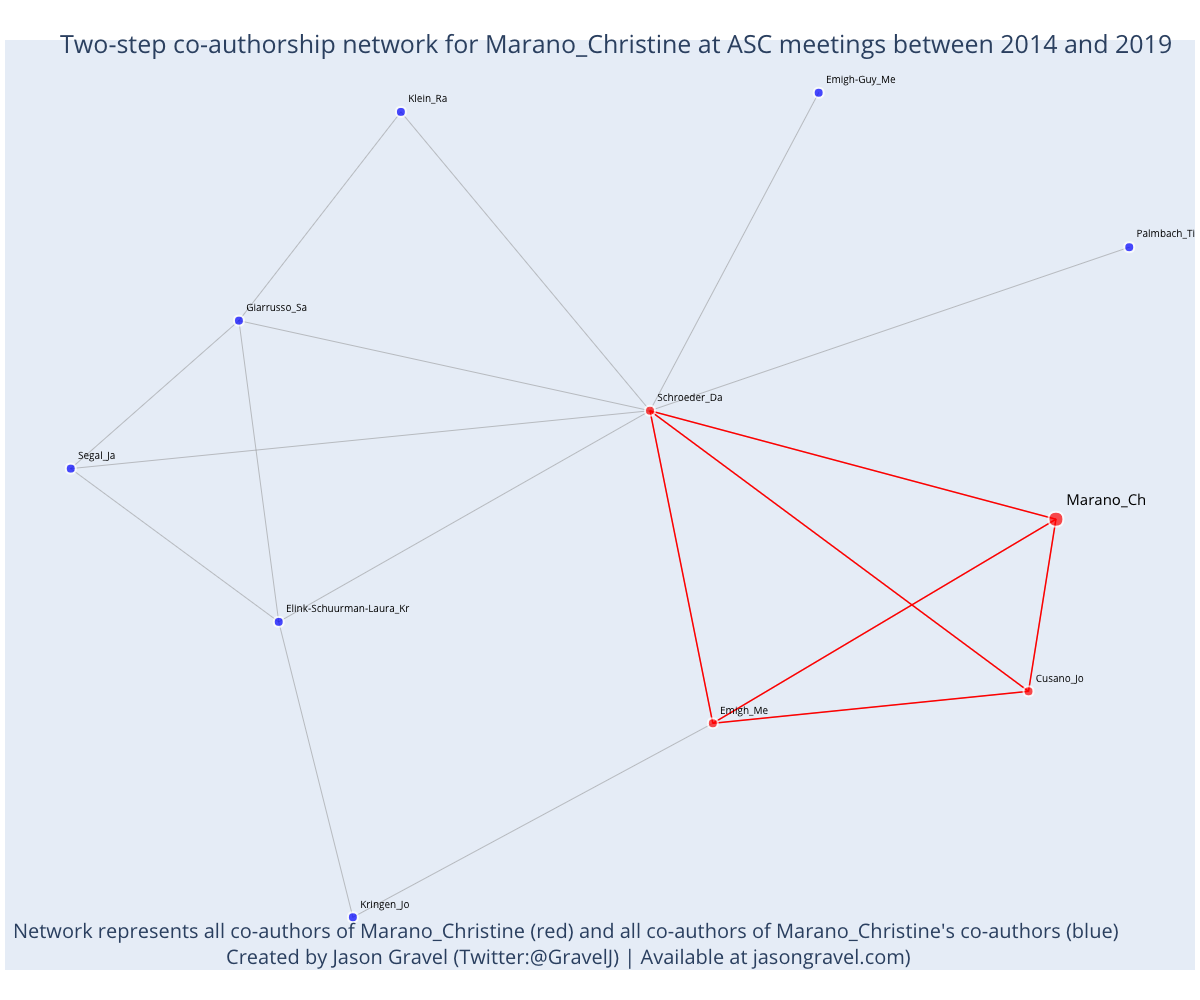 Two-step co-authorship network for Marano_Christine at ASC meetings between 2014 and 2019
Emigh-Guy_Me
Klein_Ra
Palmbach_Ti
Giarrusso_Sa
Schroeder_Da
Segal_Ja
Marano_Ch
Elink-Schuurman-Laura_Kr
Cusano_Jo
Emigh_Me
Kringen_Jo
Network represents all co-authors of Marano_Christine (red) and all co-authors of Marano_Christine's co-authors (blue)
Created by Jason Gravel (Twitter:@GravelJ) | Available at jasongravel.com)